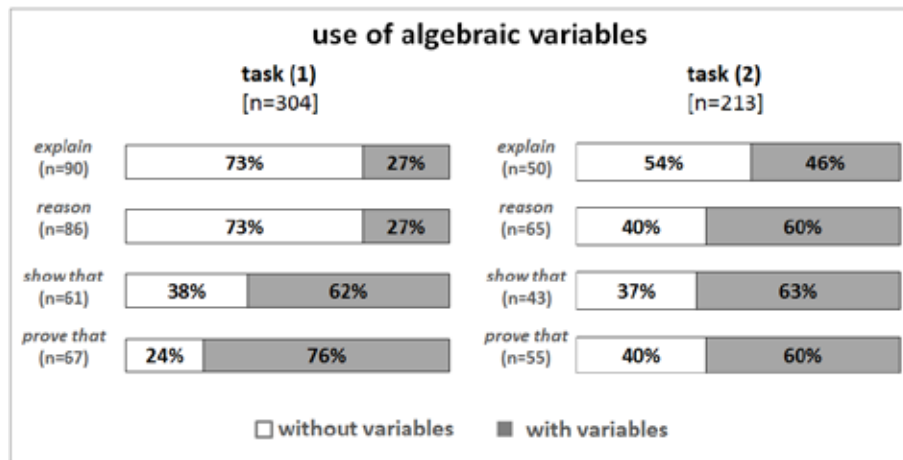 use of algebraic variables
task (1)
[n=304]
task (2)
[n=213]
explain
(n=90)
73% 27%
explain
(n=50)
54% 46%
reason
(n=86)
73% 27%
reason
(n=65)
40% 60%
show that
(n=61)
38% 62%
show that
(n=43)
37% 63%
prove that
(n=67)
24% 76%
prove that
(n=55)
40% 60%
without variables with variables